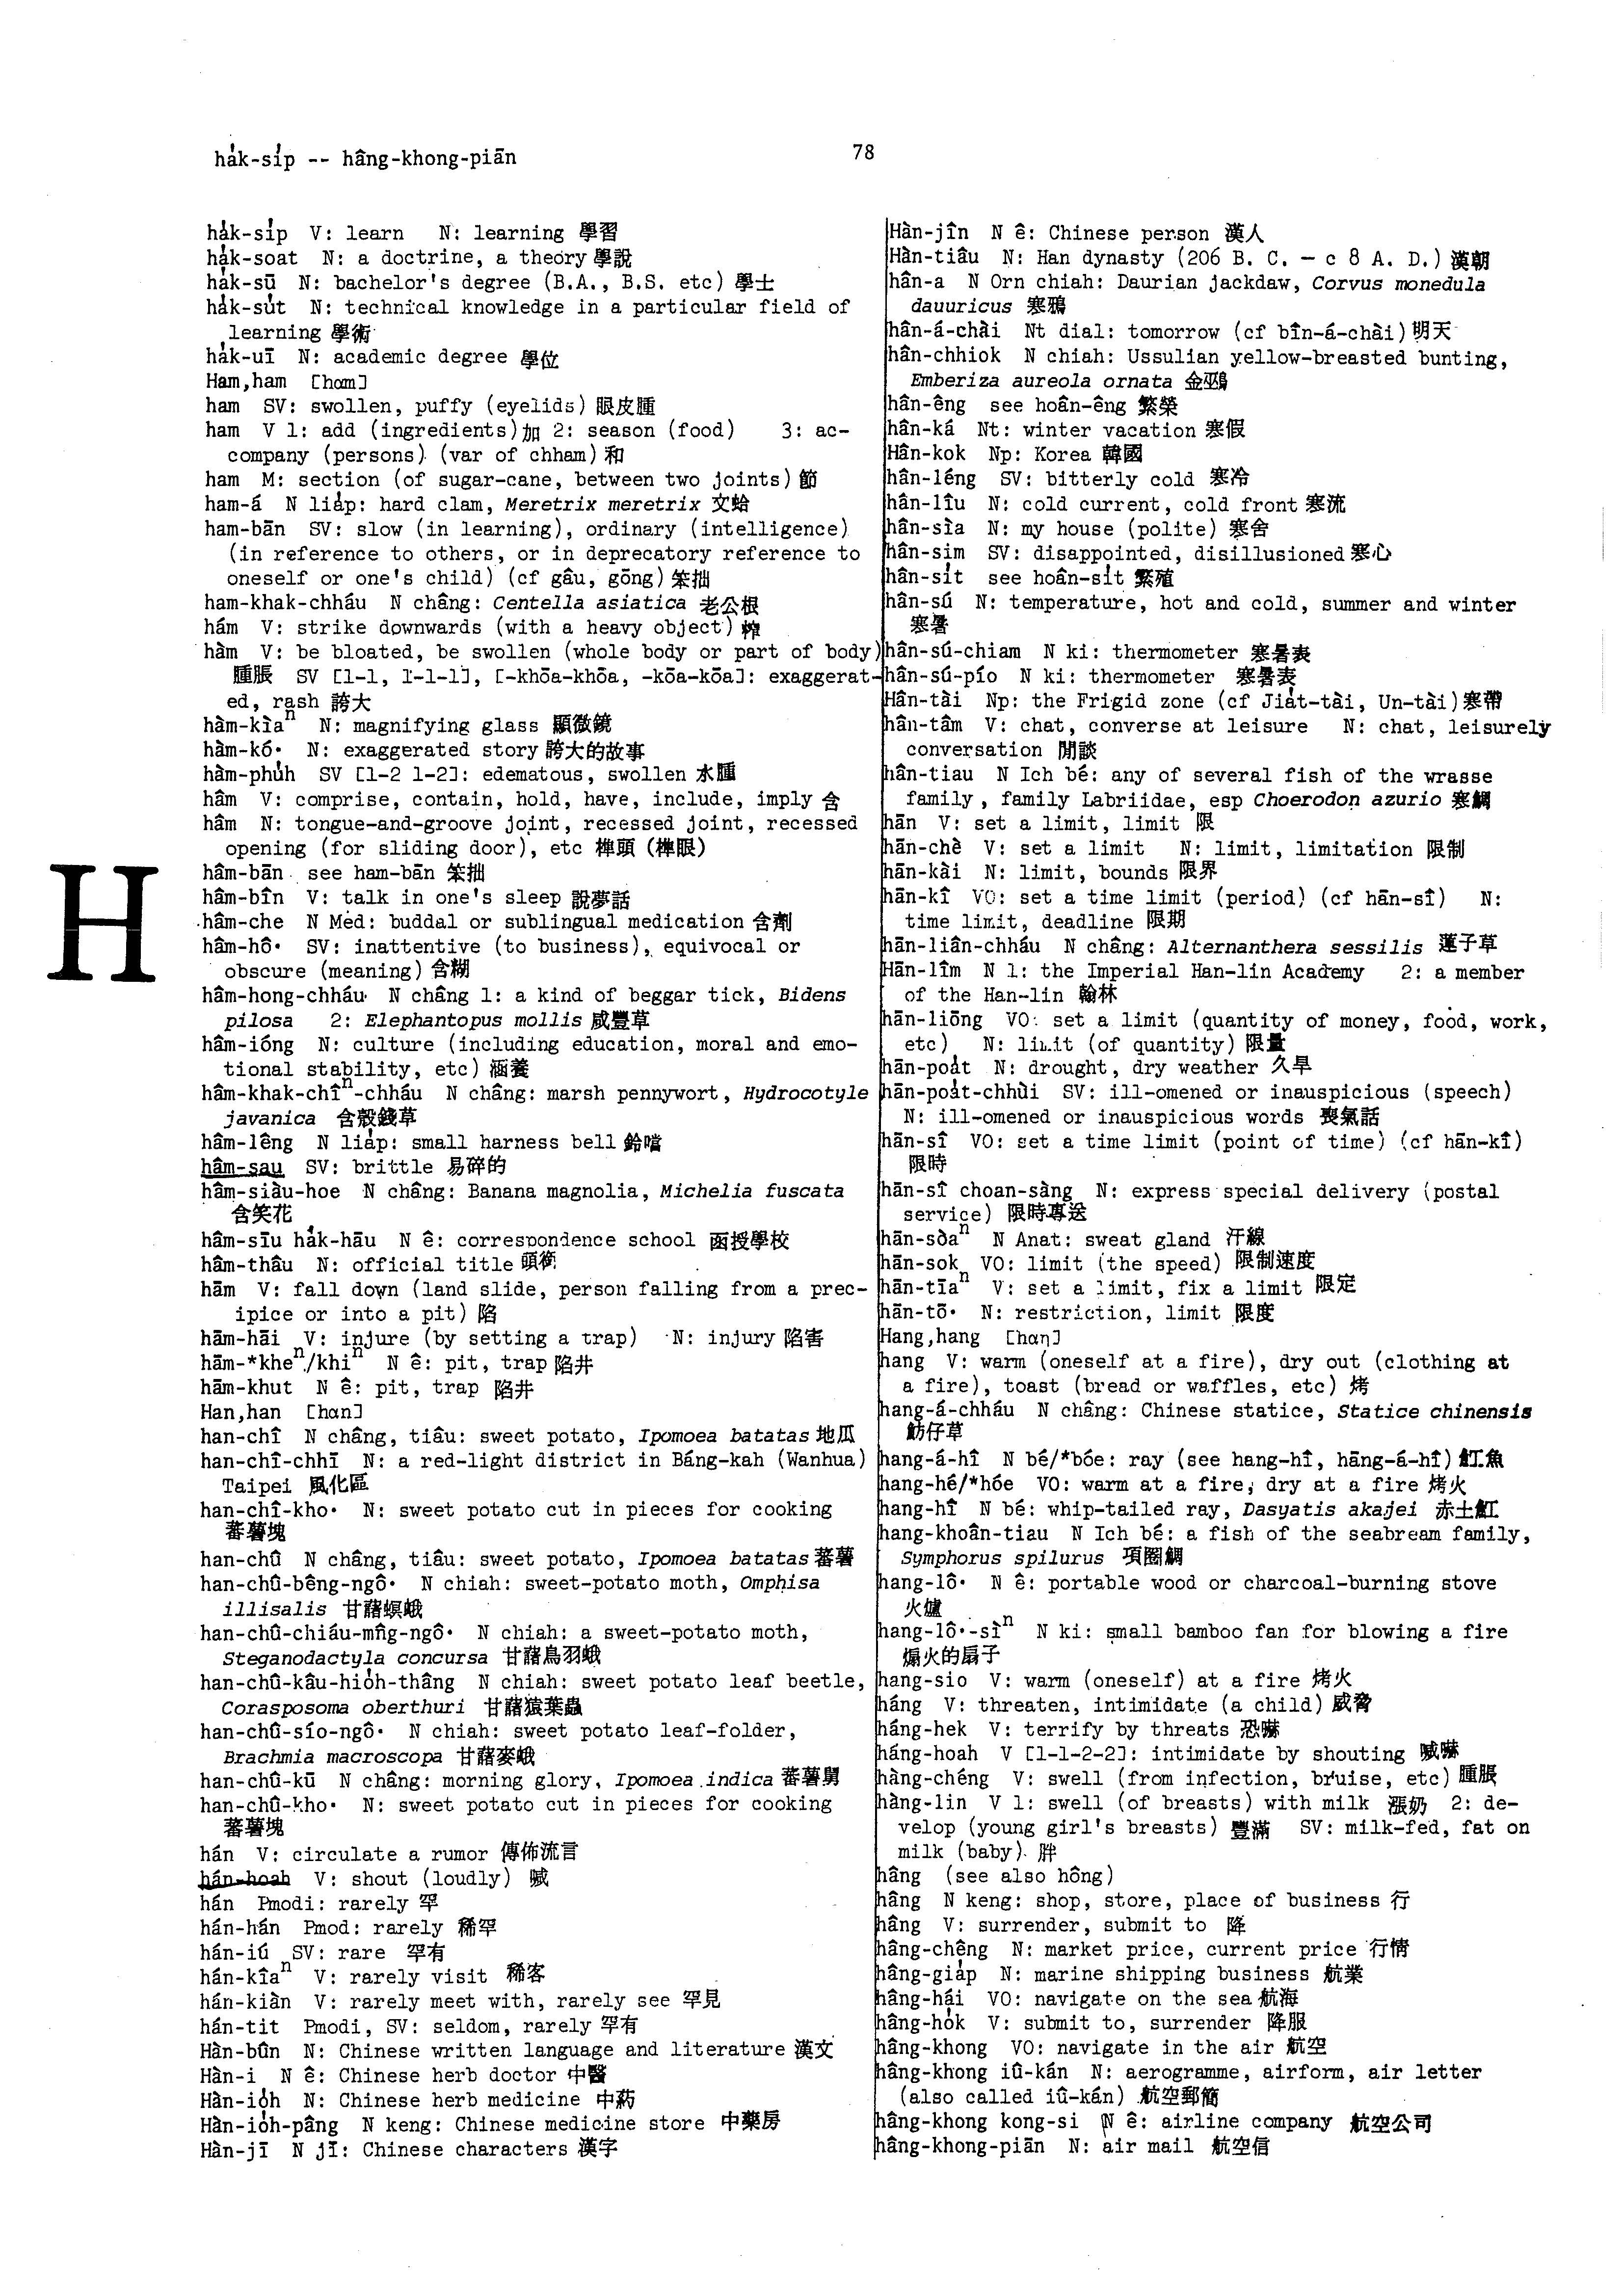 ha̍k-si̍p -- hâng-khong-piān
78
ha̍k-si̍p V: learn N: learning 學習
ha̍k-soat N: a doctrine, a theory 學說
ha̍k-sū N: bachelor's degree (B.A., B.S. etc) 學士
ha̍k-su̍t N: technical knowledge in a particular field of
learning 學術
ha̍k-uī N: academic degree 學位
Ham,ham [hɑm]
ham SV: swollen, puffy (eyelids) 眼皮腫
ham V 1: add (ingredients) 加 2: season (food) 3: ac-
company (persons) (var of chham) 和
ham M: section (of sugar-cane, between two joints) 節
ham-á N lia̍p: hard clam, Meretrix meretrix 文蛤
ham-bān SV: slow (in learning), ordinary (intelligence)
(in reference to others, or in deprecatory reference to
oneself or one's child) (cf gâu, gōng) 笨拙
ham-khak-chháu N châng: Centella asiatica 老公根
hám V: strike downwards (with a heavy object)
hàm V: be bloated, be swollen (whole body or part of body)
腫脹 SV [1-1, 1-1-1], [-khōa-khōa, -kōa-kōa]: exaggerat-
ed, rash 誇大
hàm-kìaⁿ N: magnifying glass 顯微鏡
hàm-kó· N: exaggerated story 誇大的故事
hàm-phu̍h SV [1-2 1-2]: edematous, swollen 水腫
hâm V: comprise, contain, hold, have, include, imply 含
hâm N: tongue-and-groove joint, recessed joint, recessed
opening (for sliding door), etc 榫頭 (榫眼)
hâm-bān see ham-bān 笨拙
hâm-bîn V: talk in one's sleep 說夢話
hâm-che N Med: buddal or sublingual medication 含劑
hâm-hô· SV: inattentive (to business), equivocal or
obscure (meaning) 含糊
hâm-hong-chháu N châng 1: a kind of beggar tick, Bidens
pilosa 2: Elephantopus mollis 咸豐草
hâm-ióng N: culture (including education, moral and emo-
tional stability, etc) 涵養
hâm-khak-chîⁿ-chháu N châng: marsh pennywort, Hydrocotyle
javanica 含殼錢草
hâm-lêng N lia̍p: small harness bell 鈴噹
hâm-sau SV: brittle 易碎的
hâm-siàu-hoe N châng: Banana magnolia, Michelia fuscata
含笑花
hâm-sīu ha̍k-hāu N ê: correspondence school 函授學校
hâm-thâu N: official title 頭銜
hām V: fall down (land slide, person falling from a prec-
ipice or into a pit) 陷
hām-hāi V: injure (by setting a trap) N: injury 陷害
hām-*kheⁿ/khiⁿ N ê: pit, trap 陷井
hām-khut N ê: pit, trap 陷井
Han,han [hɑn]
han-chî N châng, tiâu: sweet potato, Ipomoea batatas 地瓜
han-chî-chhī N: a red-light district in Báng-kah (Wanhua)
Taipei 風化區
han-chî-kho· N: sweet potato cut in pieces for cooking
蕃薯塊
han-chû N châng, tiâu: sweet potato, Ipomoea batatas 蕃薯
han-chû-bêng-ngô· N chiah: sweet-potato moth, Omphisa
illisalis 甘藷螟蛾
han-chû-chiáu-mn̂g-ngô· N chiah: a sweet-potato moth,
Steganodactyla concursa 甘藷鳥羽蛾
han-chû-kâu-hio̍h-thâng N chiah: sweet potato leaf beetle,
Corasposoma oberthuri 甘藷猿葉蟲
han-chû-sío-ngô· N chiah: sweet potato leaf-folder,
Brachmia macroscopa 甘藷麥蛾
han-chû-kū N châng: morning glory, Ipomoea indica 蕃薯舅
han-chû-kho· N: sweet potato cut in pieces for cooking
蕃薯塊
hán V: circulate a rumor 傳佈流言
hán-hoah V: shout (loudly) 喊
hán Pmodi: rarely 罕
hán-hán Pmod: rarely 稀罕
hán-iú SV: rare 罕有
hán-kîaⁿ V: rarely visit 稀客
hán-kiàn V: rarely meet with, rarely see 罕見
hán-tit Pmodi, SV: seldom, rarely 罕有
Hàn-bûn N: Chinese written language and literature 漢文
Hàn-i N ê: Chinese herb doctor 中醫
Hàn-io̍h N: Chinese herb medicine 中葯
Hàn-io̍h-pâng N keng: Chinese medicine store 中藥房
Hàn-jī N jī: Chinese characters 漢字
H
Hàn-jîn N ê: Chinese person 漢人
Hàn-tiâu N: Han dynasty (206 B. C. — c 8 A. D.) 漢朝
hân-a N Orn chiah: Daurian jackdaw, Corvus monedula
dauuricus 寒鴉
hân-á-chài Nt dial: tomorrow (cf bîn-á-chài) 明天
hân-chhiok N chiah: Ussulian yellow-breasted bunting,
Emberiza aureola ornata 金鵐
hân-êng see hoân-êng 繁榮
hân-ká Nt: winter vacation 寒假
Hân-kok Np: Korea 韓國
hân-léng SV: bitterly cold 寒冷
hân-lîu N: cold current, cold front 寒流
hân-sìa N: my house (polite) 寒舍
hân-sim SV: disappointed, disillusioned 寒心
hân-si̍t see hoân-si̍t 繁殖
hân-sú N: temperature, hot and cold, summer and winter
寒暑
hân-sú-chiam N ki: thermometer 寒暑表
hân-sú-pío N ki: thermometer 寒暑表
Hân-tài Np: the Frigid zone (cf Jia̍t-tài, Un-tài) 寒帶
hân-tâm V: chat, converse at leisure N: chat, leisurely
conversation 閒談
hân-tiau N Ich bé: any of several fish of the wrasse
family, family Labriidae, esp Choerodon azurio 寒鯛
hān V: set a limit, limit 限
hān-chè V: set a limit N: limit, limitation 限制
hān-kài N: limit, bounds 限界
hān-kî VO: set a time limit (period) (cf hān-sî) N:
time limit, deadline 限期
hān-liân-chháu N châng: Alternanthera sessilis 蓮子草
Hān-lîm N 1: the Imperial Han-lin Academy 2: a member
of the Han-lin 翰林
hān-liōng VO: set a limit (quantity of money, food, work,
etc) N: limit (of quantity) 限量
hān-poa̍t N: drought, dry weather 久旱
hān-poa̍t-chhùi SV: ill-omened or inauspicious (speech)
N: ill-omened or inauspicious words 喪氣話
hān-sî VO: set a time limit (point of time) (cf hān-kî)
限時
hān-sî choan-sàng N: express special delivery (postal
service) 限時專送
hān-sòaⁿ N Anat: sweat gland 汗線
hān-sok VO: limit (the speed) 限制速度
hān-tīaⁿ V: set a limit, fix a limit 限定
hān-tō· N: restriction, limit 限度
Hang,hang [hɑŋ]
hang V: warm (oneself at a fire), dry out (clothing at
a fire), toast (bread or waffles, etc) 烤
hang-á-chháu N châng: Chinese statice, Statice chinensis
魴仔草
hang-á-hî N bé/*bóe: ray (see hang-hî, hāng-á-hî) 魟魚
hang-hé/*hóe VO: warm at a fire, dry at a fire 烤火
hang-hî N bé: whip-tailed ray, Dasyatis akajei 赤土魟
hang-khoân-tiau N Ich bé: a fish of the seabream family,
Symphorus spilurus 項圈鯛
hang-lô· N ê: portable wood or charcoal-burning stove
火爐
hang-lô·-sìⁿ N ki: small bamboo fan for blowing a fire
煽火的扇子
hang-sio V: warm (oneself) at a fire 烤火
háng V: threaten, intimidate (a child) 威脅
háng-hek V: terrify by threats 恐嚇
háng-hoah V [1-1-2-2]: intimidate by shouting 喊嚇
hàng-chéng V: swell (from infection, bruise, etc) 腫脹
hàng-lin V 1: swell (of breasts) with milk 漲奶 2: de-
velop (young girl's breasts) 豐滿 SV: milk-fed, fat on
milk (baby) 胖
hâng (see also hông)
hâng N keng: shop, store, place of business 行
hâng V: surrender, submit to 降
hâng-chêng N: market price, current price 行情
hâng-gia̍p N: marine shipping business 航業
hâng-hái VO: navigate on the sea 航海
hâng-ho̍k V: submit to, surrender 降服
hâng-khong VO: navigate in the air 航空
hâng-khong iû-kán N: aerogramme, airform, air letter
(also called iû-kán) 航空郵簡
hâng-khong kong-si N ê: airline company 航空公司
hâng-khong-piān N: air mail 航空信